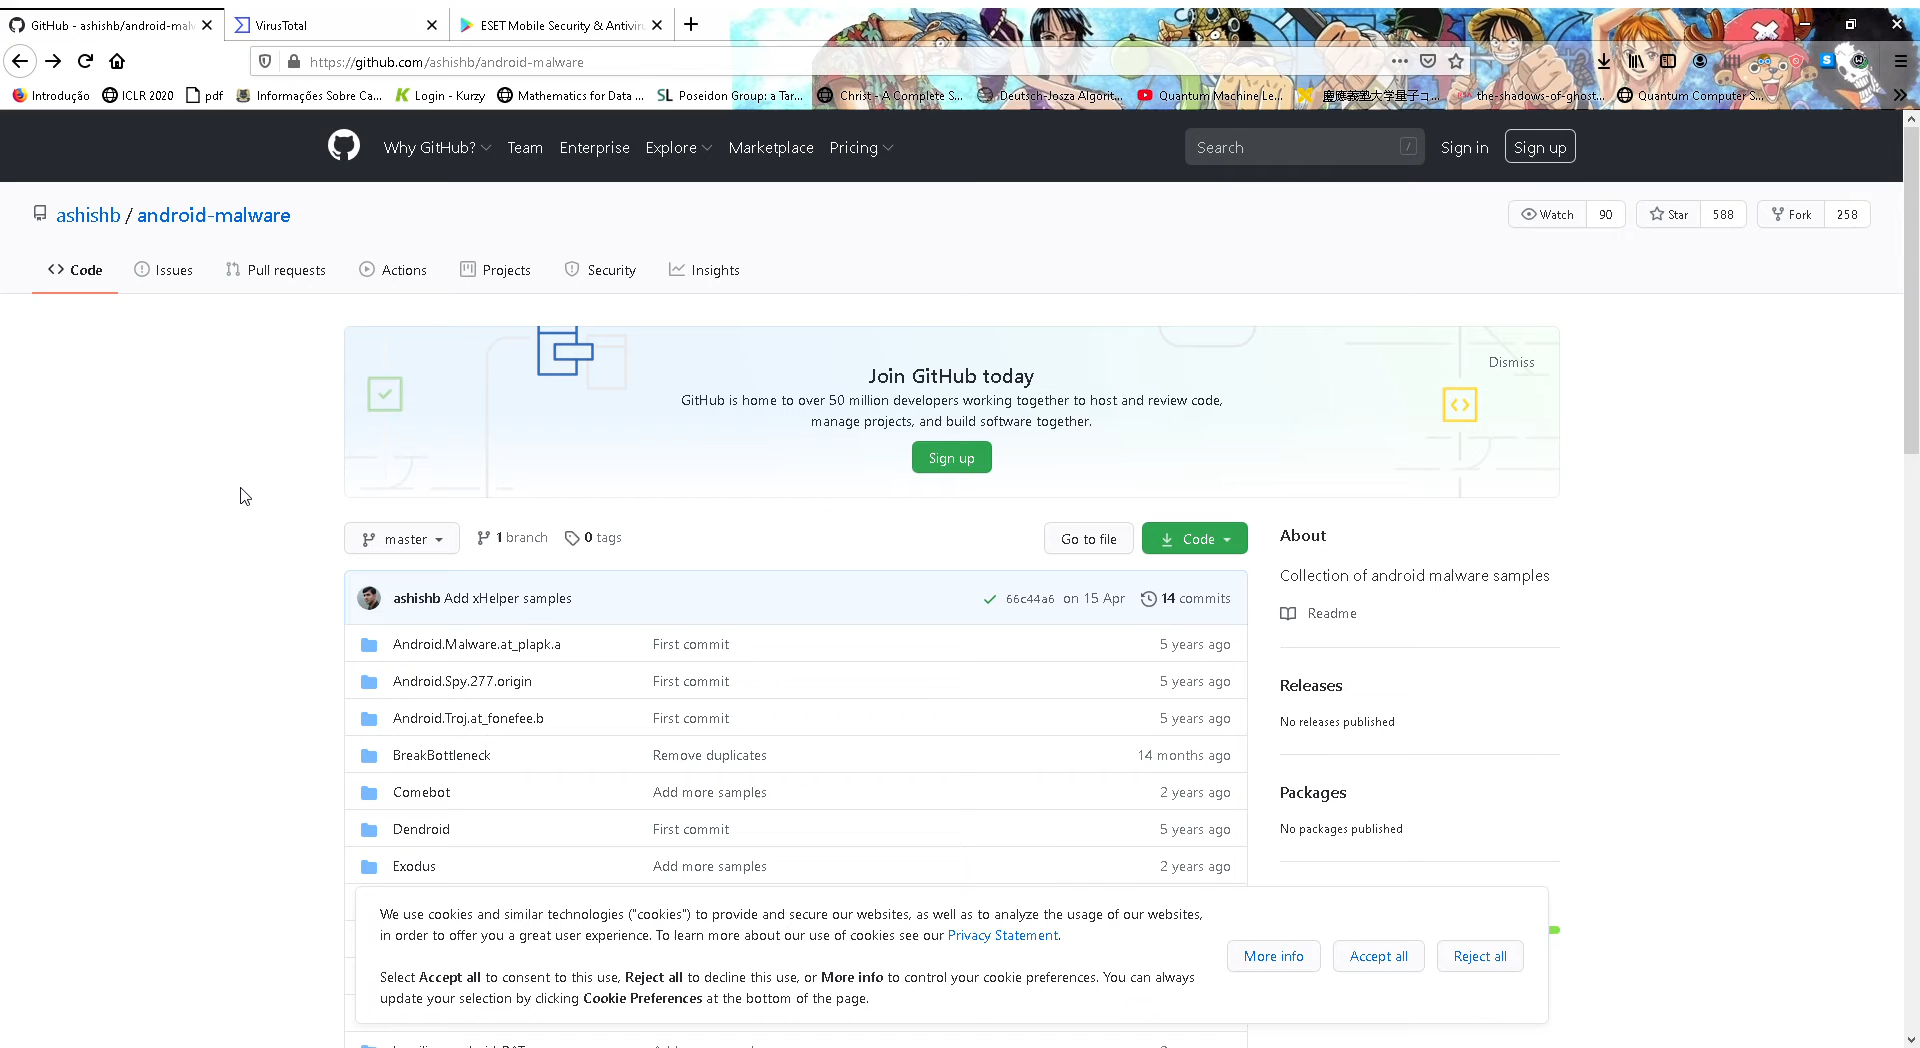 GitHub - ashishb/android-malw
VirusTotal
ESET Mobile Security & Antiviru
https://github.com/ashishb/android-malware
Introdução
ICLR 2020
pdf
Informações Sobre Ca...
Login - Kurzy
Mathematics for Data ...
SL Poseidon Group: a Tar...
Christ - A Complete S...
Deutsch-Josza Algorit...
Quantum Machine Le...
慶應義塾大学量子コ...
the-shadows-of-ghost...
Quantum Computer S...
Why GitHub?
Team
Enterprise
Explore
Marketplace
Pricing
Search /
Sign in
Sign up
ashishb / android-malware
Watch 90
Star 588
Fork 258
Code
Issues
Pull requests
Actions
Projects
Security
Insights
Dismiss
Join GitHub today
GitHub is home to over 50 million developers working together to host and review code,
manage projects, and build software together.
Sign up
master
1 branch
0 tags
Go to file
Code
ashishb Add xHelper samples
66c44a6 on 15 Apr
14 commits
Android.Malware.at_plapk.a First commit 5 years ago
Android.Spy.277.origin First commit 5 years ago
Android.Troj.at_fonefee.b First commit 5 years ago
BreakBottleneck Remove duplicates 14 months ago
Comebot Add more samples 2 years ago
Dendroid First commit 5 years ago
Exodus Add more samples 2 years ago
About
Collection of android malware samples
Readme
Releases
No releases published
Packages
No packages published
We use cookies and similar technologies ("cookies") to provide and secure our websites, as well as to analyze the usage of our websites,
in order to offer you a great user experience. To learn more about our use of cookies see our Privacy Statement.
Select Accept all to consent to this use, Reject all to decline this use, or More info to control your cookie preferences. You can always
update your selection by clicking Cookie Preferences at the bottom of the page.
More info
Accept all
Reject all